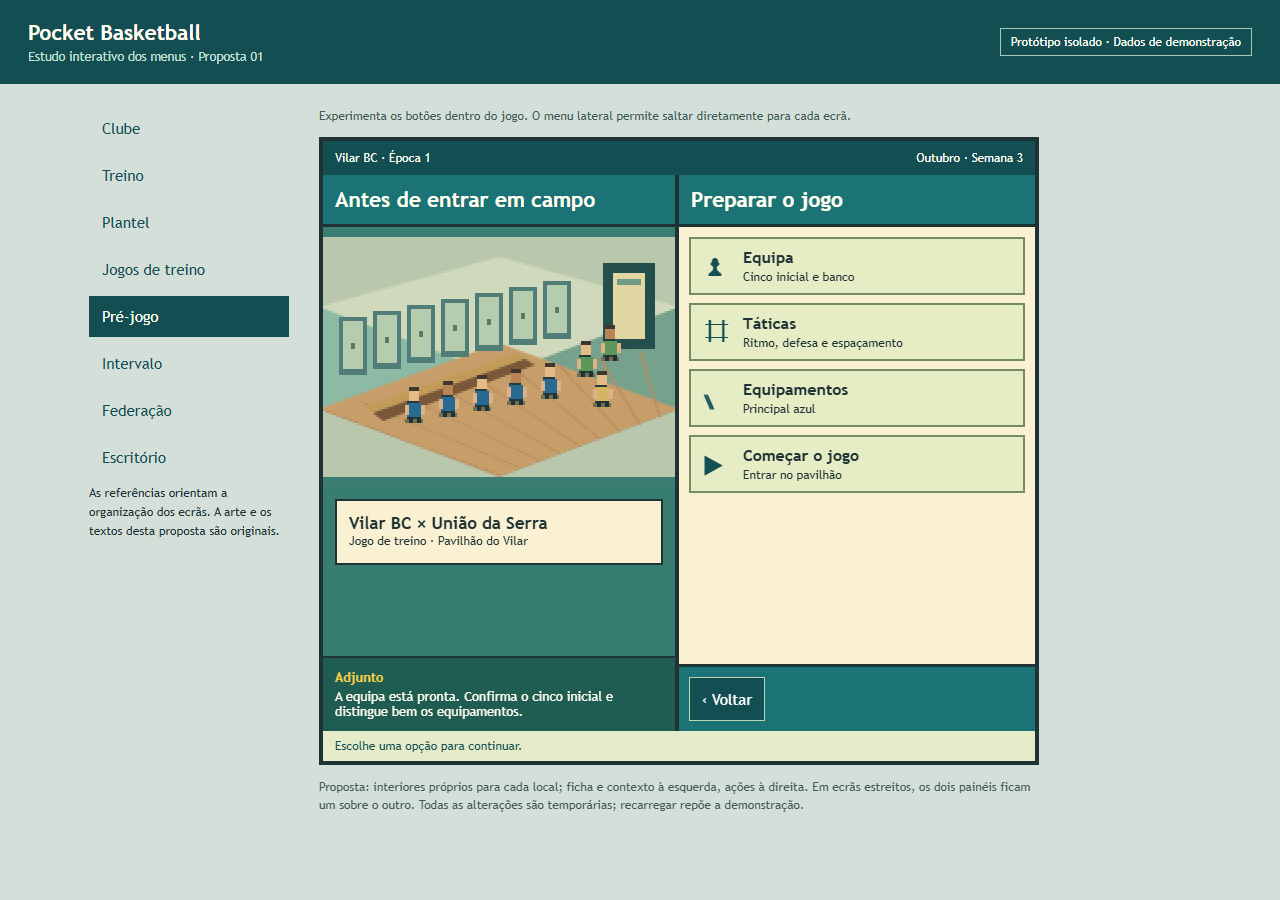 Pocket Basketball
Estudo interativo dos menus · Proposta 01
Protótipo isolado · Dados de demonstração
Clube
Treino
Plantel
Jogos de treino
Pré-jogo
Intervalo
Federação
Escritório
As referências orientam a
organização dos ecrãs. A arte e os
textos desta proposta são originais.
Experimenta os botões dentro do jogo. O menu lateral permite saltar diretamente para cada ecrã.
Vilar BC · Época 1
Outubro · Semana 3
Antes de entrar em campo
Vilar BC × União da Serra
Jogo de treino · Pavilhão do Vilar
Adjunto
A equipa está pronta. Confirma o cinco inicial e
distingue bem os equipamentos.
Preparar o jogo
Equipa
Cinco inicial e banco
Táticas
Ritmo, defesa e espaçamento
Equipamentos
Principal azul
Começar o jogo
Entrar no pavilhão
‹ Voltar
Escolhe uma opção para continuar.
Proposta: interiores próprios para cada local; ficha e contexto à esquerda, ações à direita. Em ecrãs estreitos, os dois painéis ficam
um sobre o outro. Todas as alterações são temporárias; recarregar repõe a demonstração.